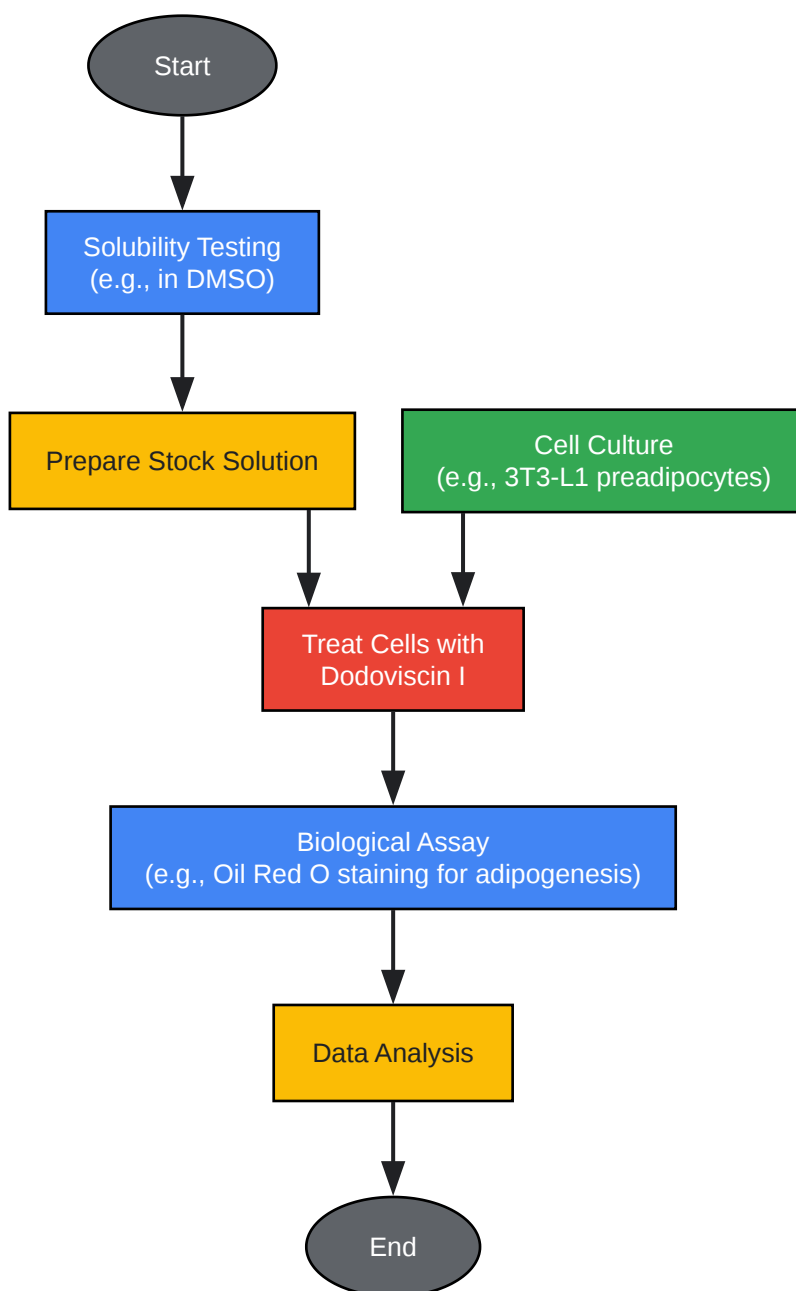 Start
Solubility Testing
(e.g., in DMSO)
Prepare Stock Solution
Cell Culture
(e.g., 3T3-L1 preadipocytes)
Treat Cells with
Dodoviscin I
Biological Assay
(e.g., Oil Red O staining for adipogenesis)
Data Analysis
End